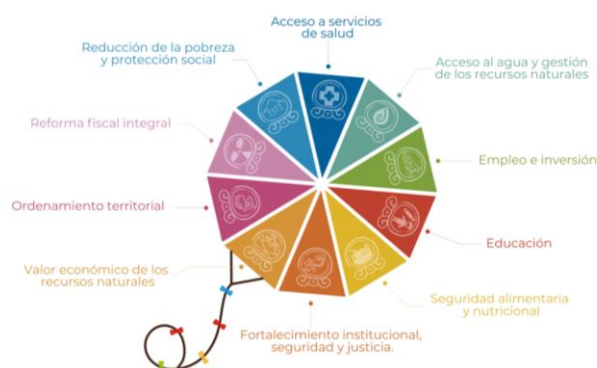 Acceso a servicios
de salud
Reducción de la pobreza
y protección social
Acceso al agua y gestión
de los recursos naturales
Reforma fiscal integral
Empleo e inversión
Ordenamiento territorial
Educación
Valor económico de los
recursos naturales
Seguridad alimentaria
y nutricional
Fortalecimiento institucional,
seguridad y justicia.